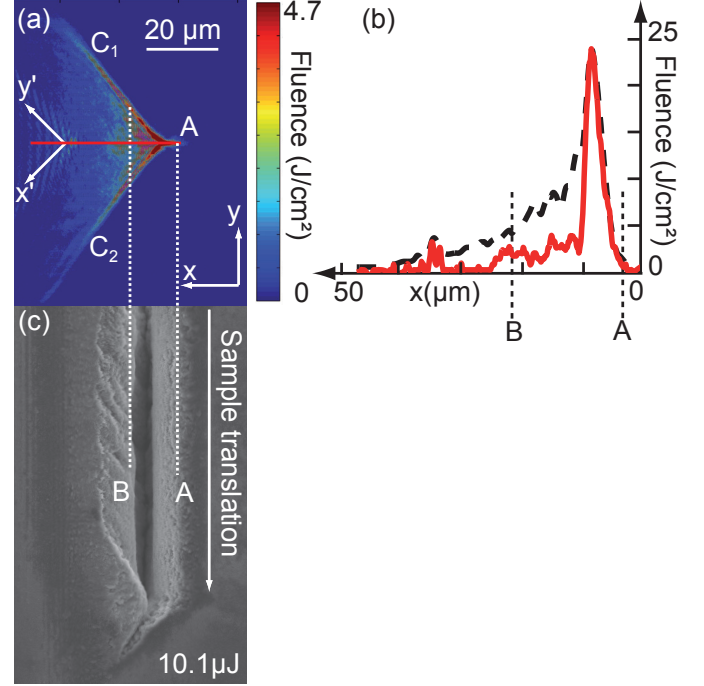 (a)
C1
20 μm
A
y'
x'
C2
y
x
4.7
Fluence (J/cm²)
0
(b)
25
Fluence (J/cm²)
0
50
x(μm)
0
B
A
(c)
Sample translation
B
A
10.1μJ